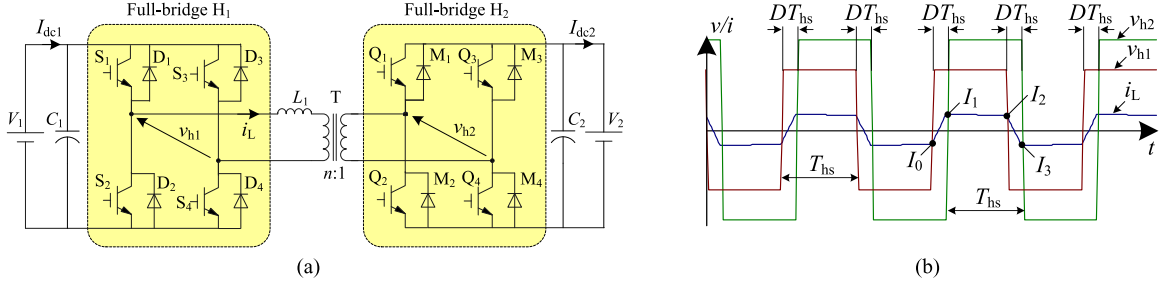 Full-bridge H1
Full-bridge H2
Idc1
S1
D1
S3
D3
V1
C1
vh1
iL
L1
T
n:1
S2
D2
S4
D4
Idc2
Q1
M1
Q3
M3
vh2
C2
V2
Q2
M2
Q4
M4
(a)
DThs DThs DThs DThs DThs
v/i
vh2
vh1
iL
t
I0
I1
I2
I3
Ths
Ths
(b)